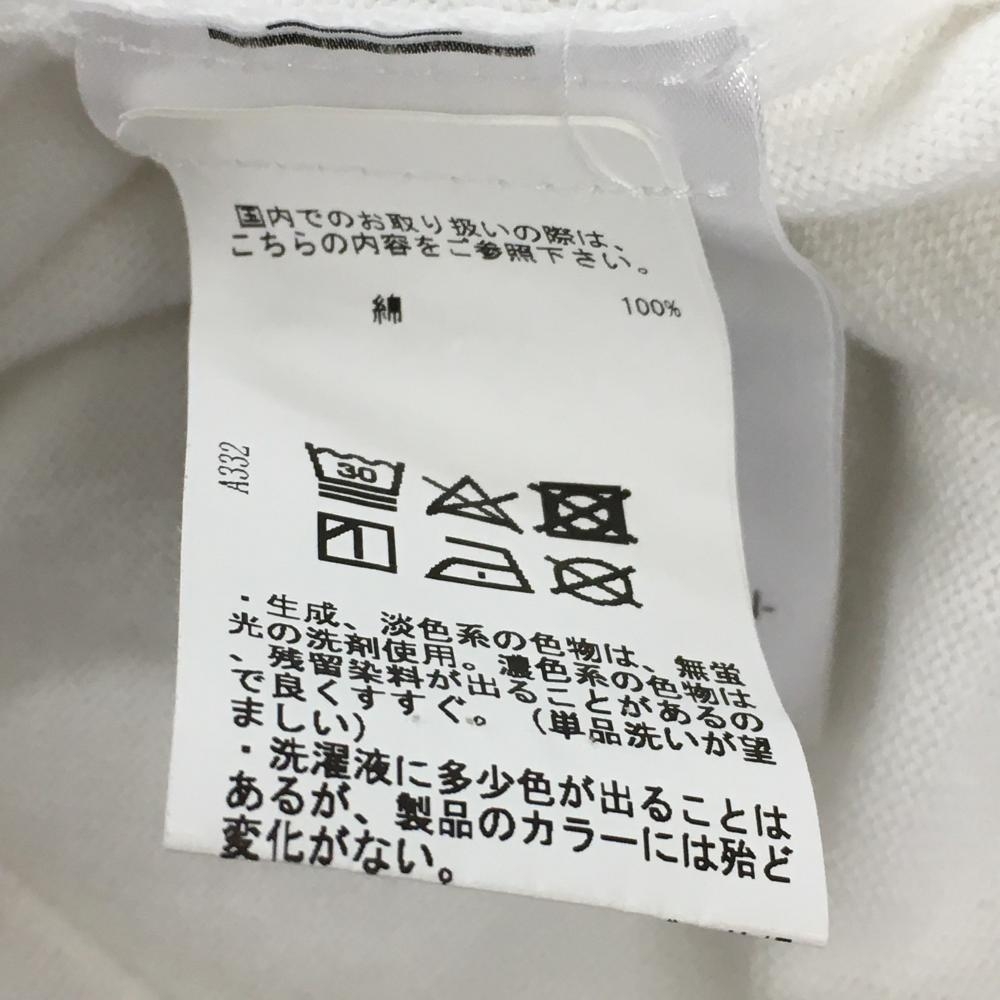 国内でのお取り扱いの際は、
こちらの内容をご参照下さい。
綿 100%
A332
30
・生成、淡色系の色物は、無蛍
光の洗剤使用。濃色系の色物は
、残留染料が出ることがあるの
で良くすすぐ。（単品洗いが望
ましい）
・洗濯液に多少色が出ることは
あるが、製品のカラーには殆ど
変化がない。